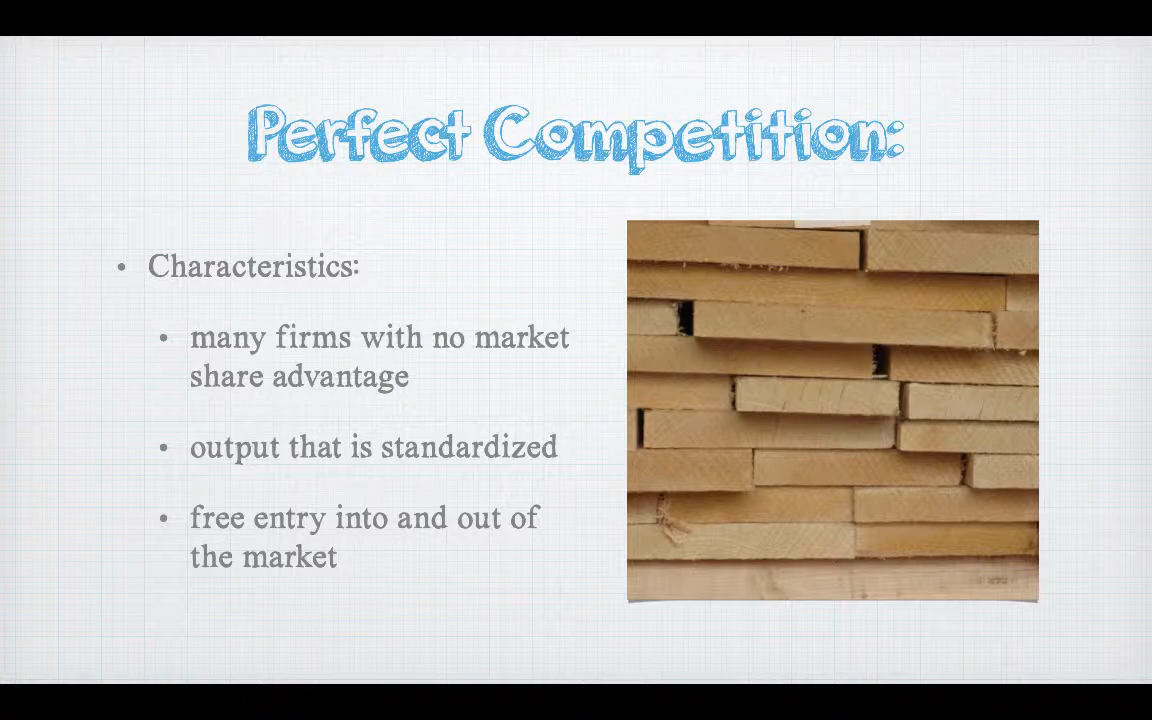 Perfect Competition:
• Characteristics:
• many firms with no market
share advantage
• output that is standardized
• free entry into and out of
the market